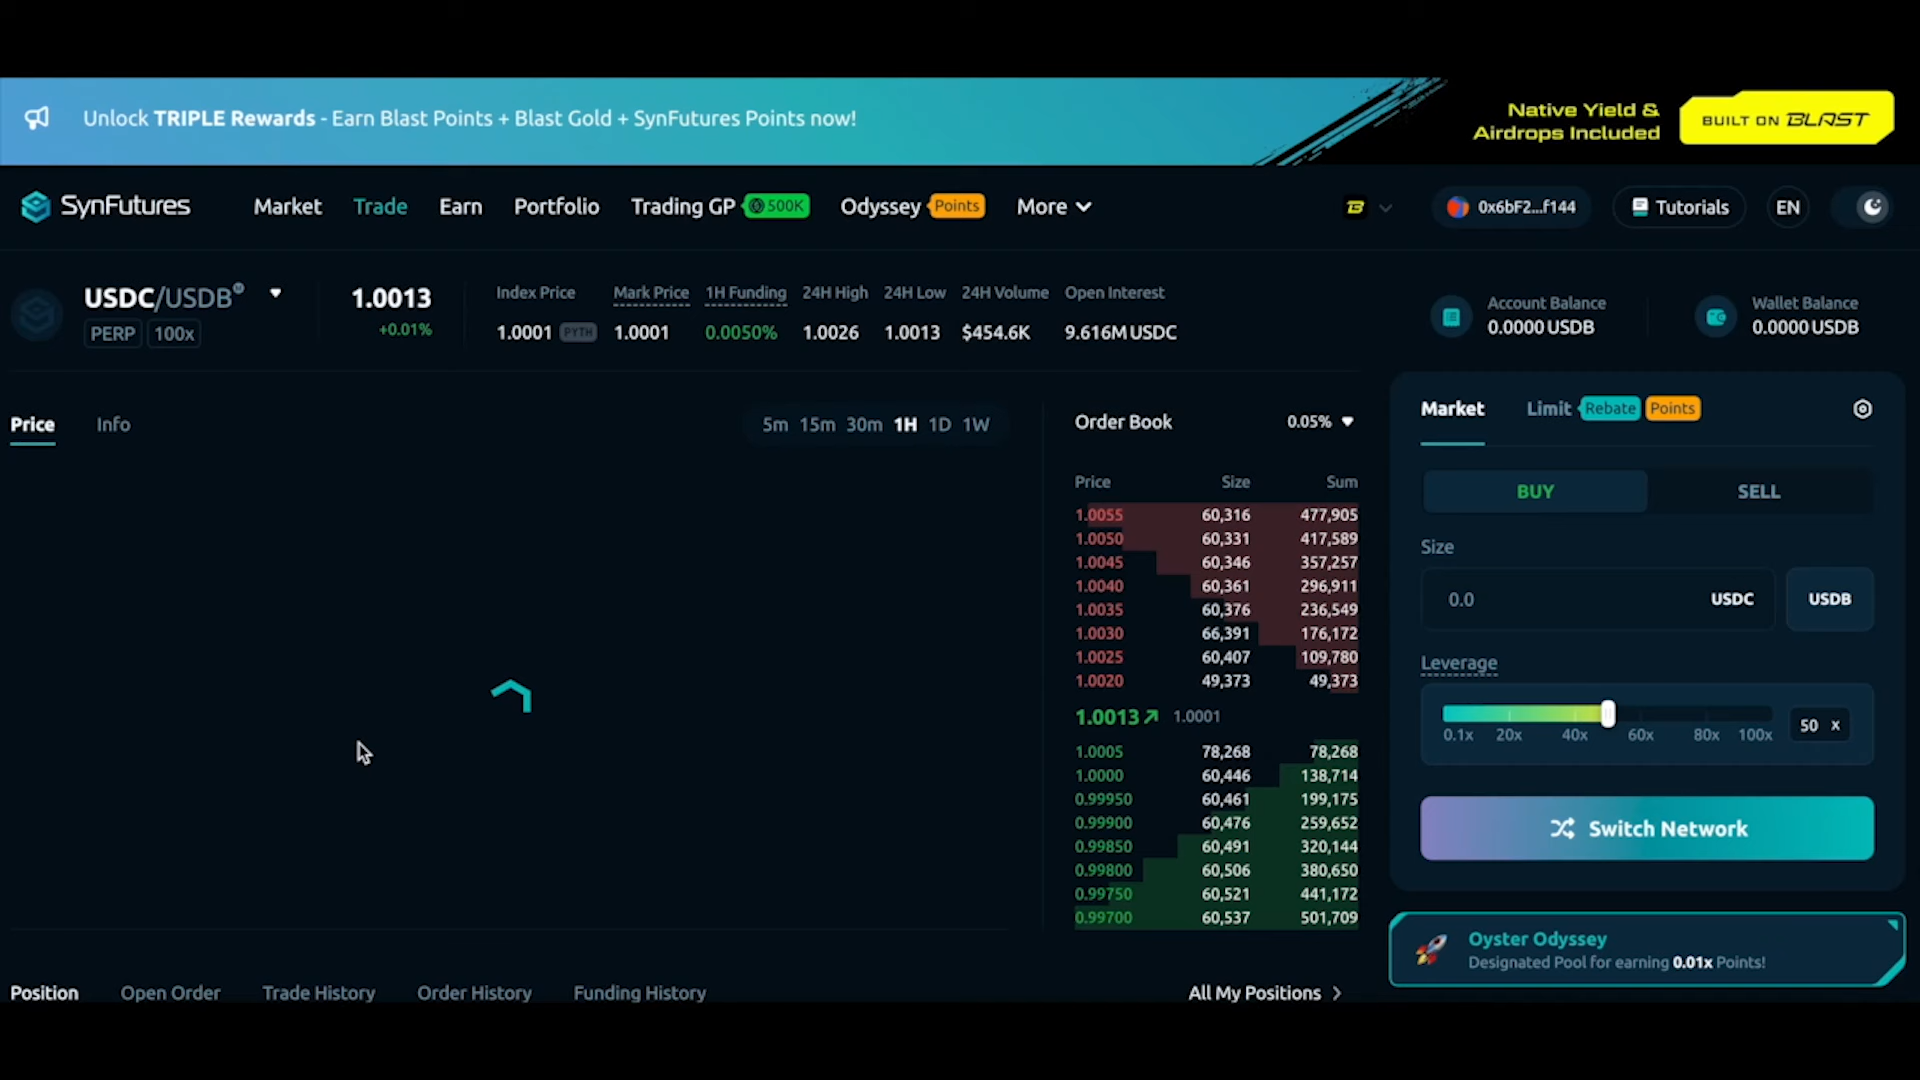 Unlock TRIPLE Rewards - Earn Blast Points + Blast Gold + SynFutures Points now!
Native Yield &
Airdrops Included
BUILT ON BLAST
SynFutures Market Trade Earn Portfolio Trading GP 500K Odyssey Points More 0x6bF2...f144 Tutorials EN
USDC/USDB
PERP 100x
1.0013
+0.01%
Index Price Mark Price 1H Funding 24H High 24H Low 24H Volume Open Interest
1.0001 PYTH 1.0001 0.0050% 1.0026 1.0013 $454.6K 9.616M USDC
Account Balance
0.0000 USDB
Wallet Balance
0.0000 USDB
Price Info
5m 15m 30m 1H 1D 1W
Order Book 0.05%
Price Size Sum
1.0055 60,316 477,905
1.0050 60,331 417,589
1.0045 60,346 357,257
1.0040 60,361 296,911
1.0035 60,376 236,549
1.0030 66,391 176,172
1.0025 60,407 109,780
1.0020 49,373 49,373
1.0013 1.0001
1.0005 78,268 78,268
1.0000 60,446 138,714
0.99950 60,461 199,175
0.99900 60,476 259,652
0.99850 60,491 320,144
0.99800 60,506 380,650
0.99750 60,521 441,172
0.99700 60,537 501,709
Market Limit Rebate Points
BUY SELL
Size
0.0 USDC USDB
Leverage
0.1x 20x 40x 60x 80x 100x
50 x
Switch Network
Oyster Odyssey
Designated Pool for earning 0.01x Points!
Position Open Order Trade History Order History Funding History All My Positions